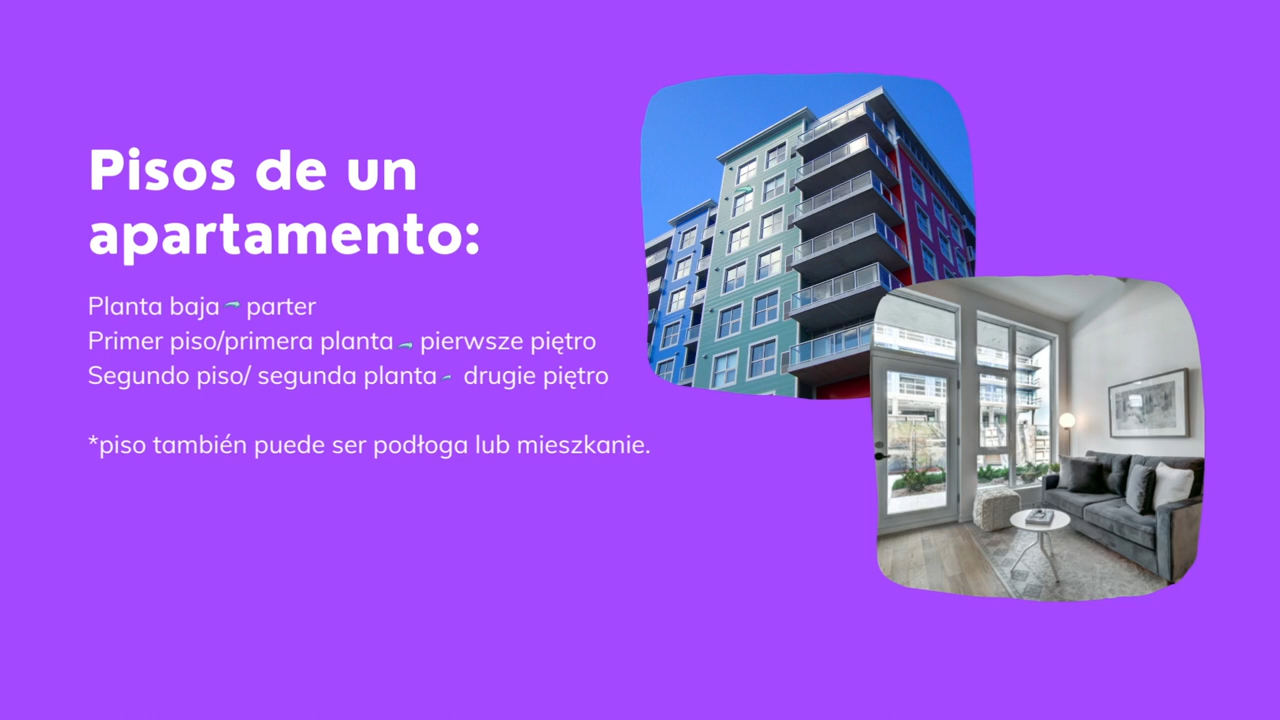 Pisos de un
apartamento:
Planta baja - parter
Primer piso/primera planta - pierwsze piętro
Segundo piso/ segunda planta - drugie piętro
*piso también puede ser podłoga lub mieszkanie.